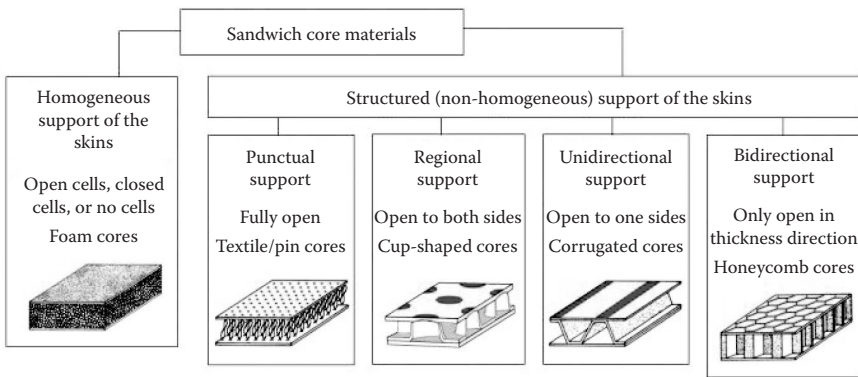 Sandwich core materials
Homogeneous
support of the
skins
Open cells, closed
cells, or no cells
Foam cores
Structured (non-homogeneous) support of the skins
Punctual
support
Fully open
Textile/pin cores
Regional
support
Open to both sides
Cup-shaped cores
Unidirectional
support
Open to one sides
Corrugated cores
Bidirectional
support
Only open in
thickness direction
Honeycomb cores